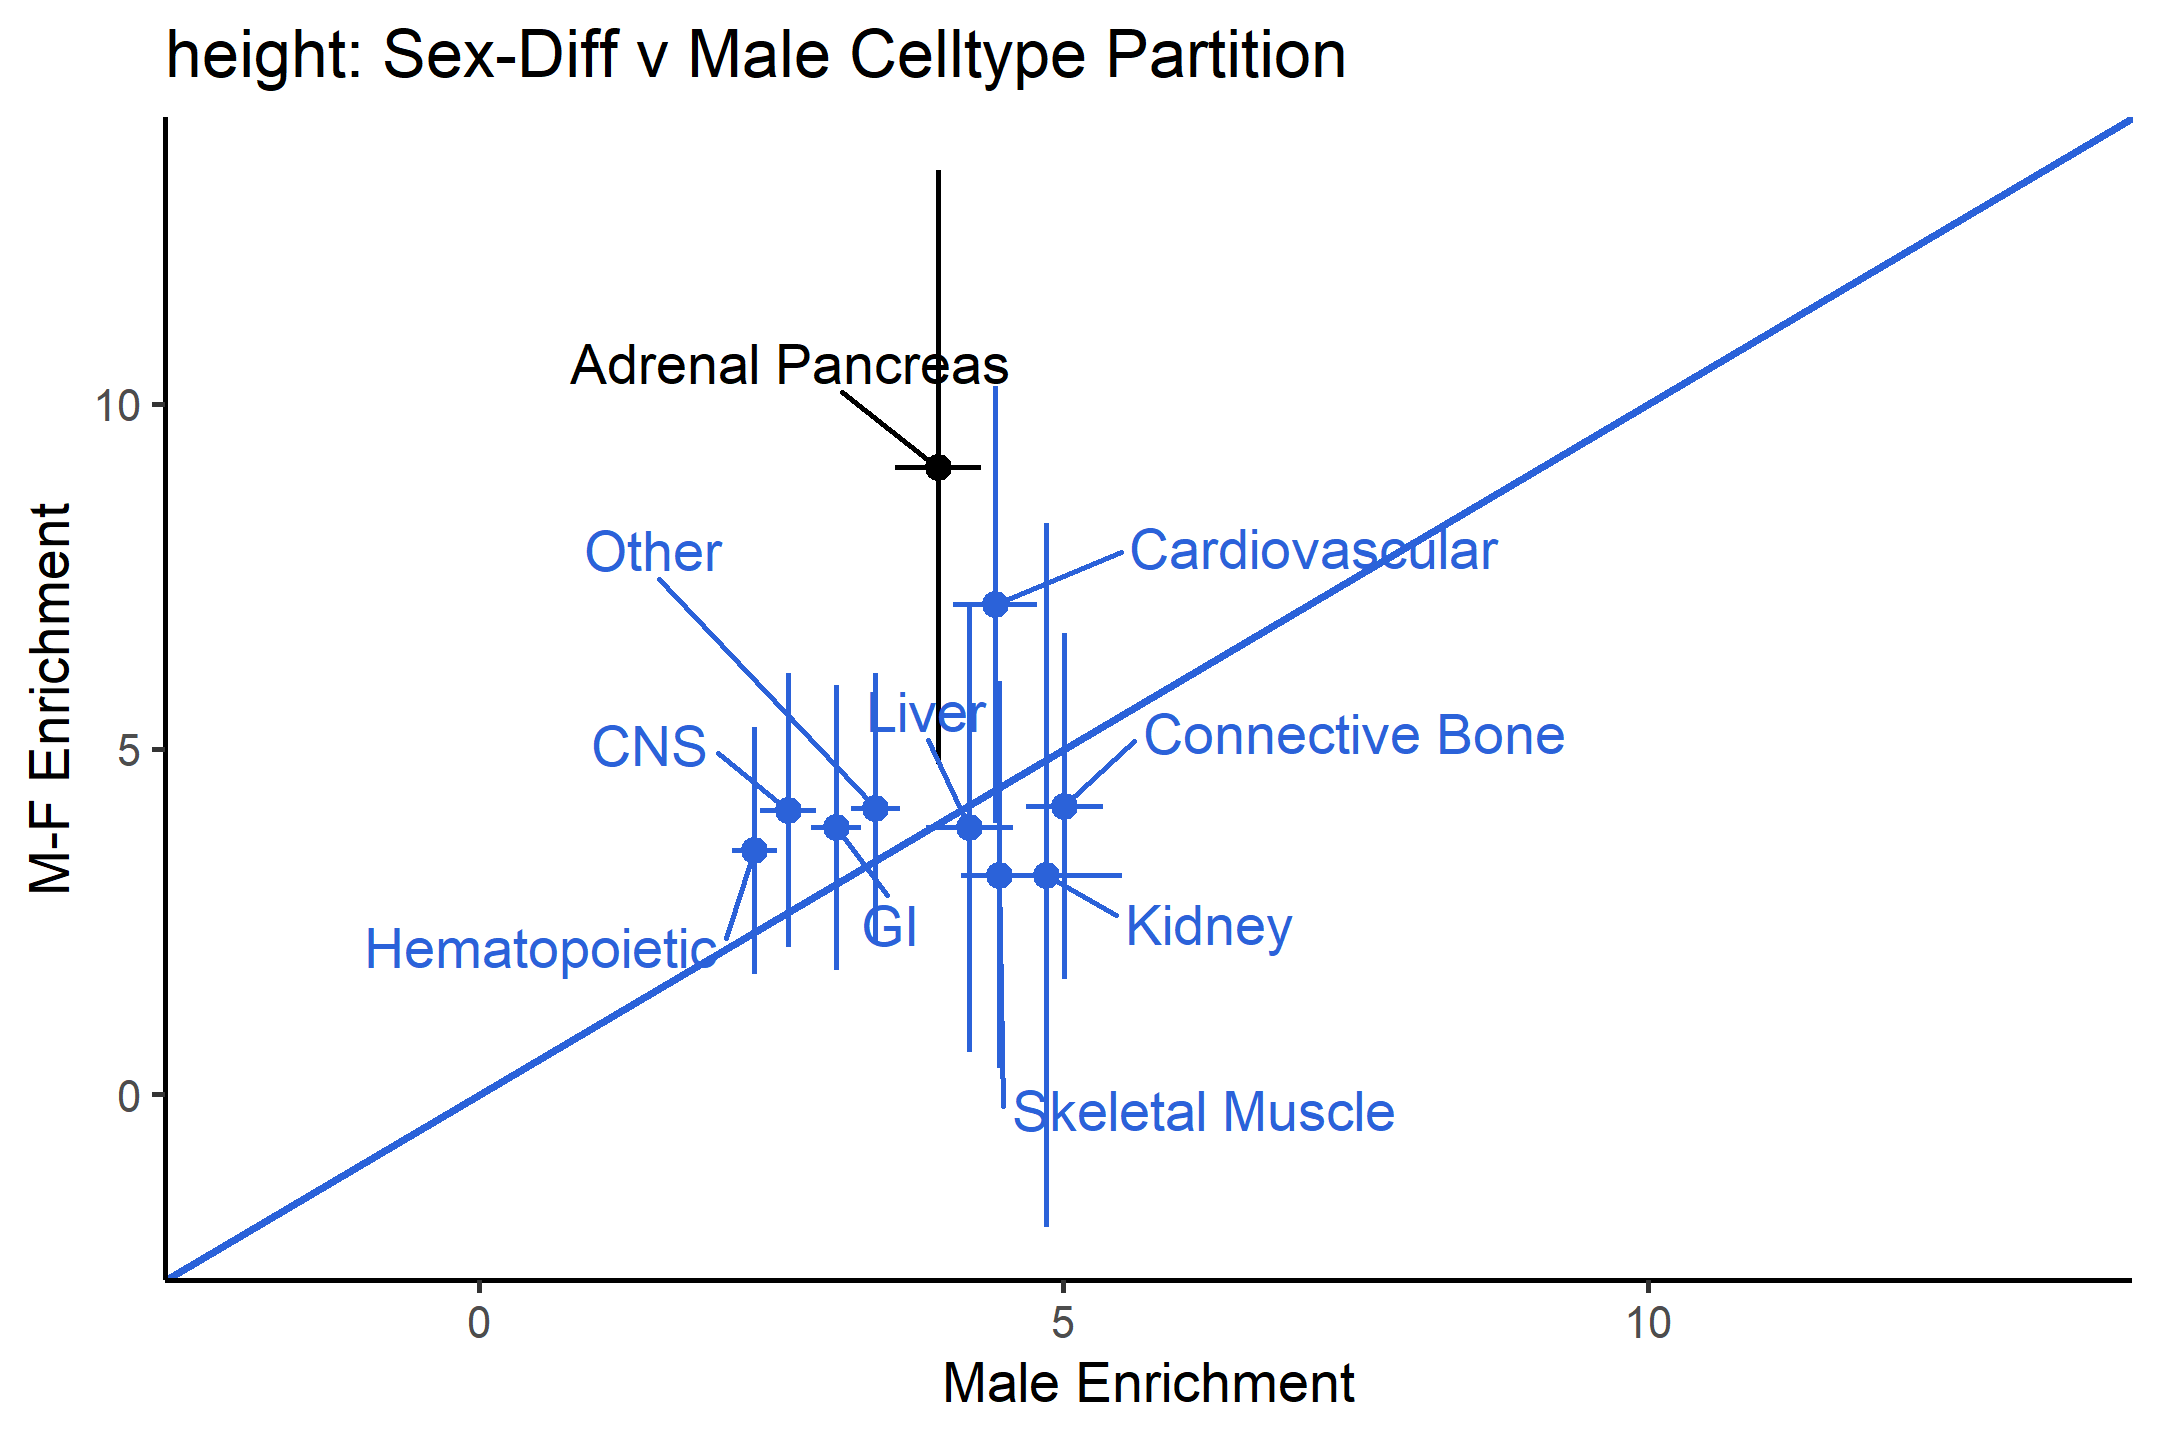 height: Sex-Diff v Male Celltype Partition
Adrenal Pancreas
10
Other
Cardiovascular
Liver
Connective Bone
CNS
5
M-F Enrichment
GI
Kidney
Hematopoietic
0
Skeletal Muscle
0
5
10
Male Enrichment